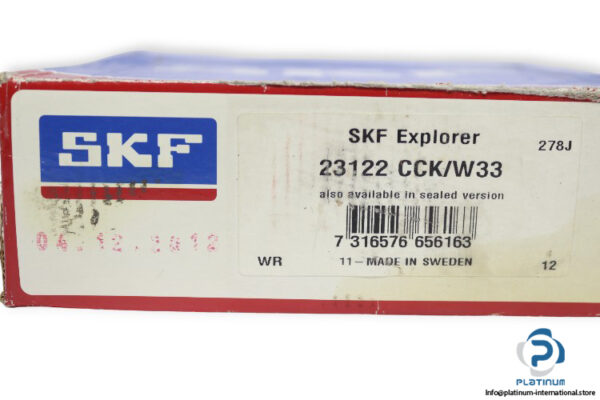 SKF
SKF Explorer
278J
23122 CCK/W33
also available in sealed version
7 316576 656163
WR
11 – MADE IN SWEDEN
12
PLATINUM
Info@platinum-international.store